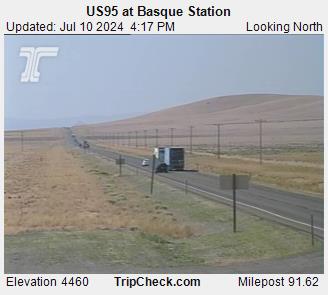 US95 at Basque Station
Updated: Jul 10 2024 4:17 PM Looking North
Elevation 4460 TripCheck.com Milepost 91.62